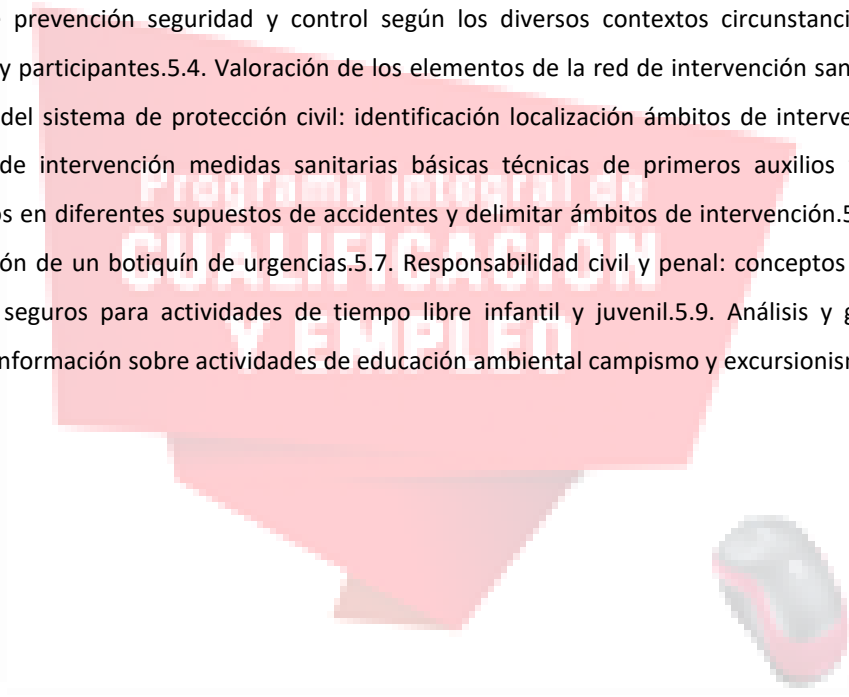 prevención seguridad y control según los diversos contextos circunstanci
y participantes.5.4. Valoración de los elementos de la red de intervención san
del sistema de protección civil: identificación localización ámbitos de interve
de intervención medidas sanitarias básicas técnicas de primeros auxilios
os en diferentes supuestos de accidentes y delimitar ámbitos de intervención.5
ón de un botiquín de urgencias.5.7. Responsabilidad civil y penal: conceptos
seguros para actividades de tiempo libre infantil y juvenil.5.9. Análisis y g
nformación sobre actividades de educación ambiental campismo y excursionisn
Programa integral de
CUALIFICACIÓN
Y EMPLEO